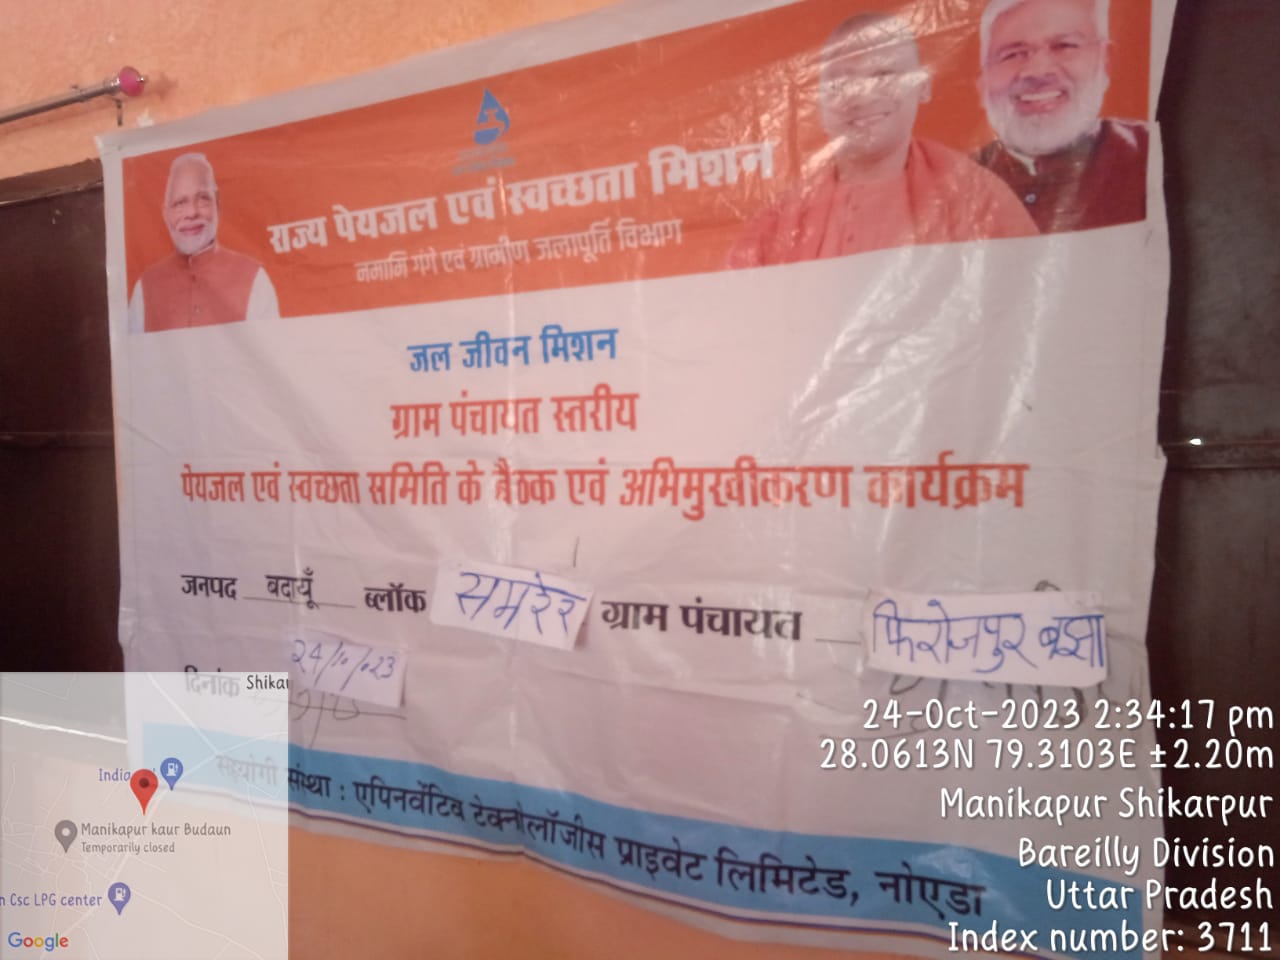 राज्य पेयजल एवं स्वच्छता मिशन
नमामि गंगे एवं ग्रामीण जलापूर्ति विभाग
जल जीवन मिशन
ग्राम पंचायत स्तरीय
पेयजल एवं स्वच्छता समिति के बैठक एवं अभिमुखीकरण कार्यक्रम
जनपद बदायूँ ब्लॉक समरेर ग्राम पंचायत फिरोजपुर
दिनांक 24/10/23
सहयोगी संस्था : एपिनवेंटिव टेक्नोलॉजीस प्राइवेट लिमिटेड, नोएडा
Shikar
India
Manikapur kaur Budaun
Temporarily closed
n Csc LPG center
Google
24-Oct-2023 2:34:17 pm
28.0613N 79.3103E ±2.20m
Manikapur Shikarpur
Bareilly Division
Uttar Pradesh
Index number: 3711